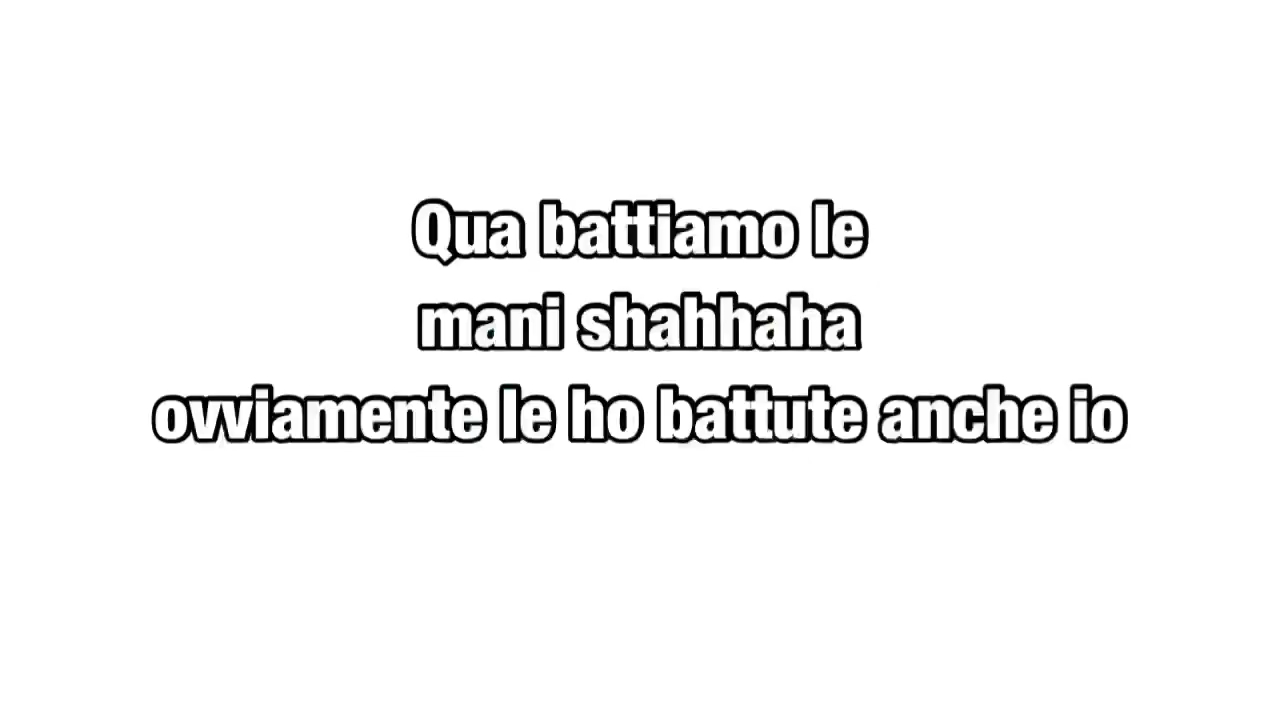 Qua battiamo le
mani shahhaha
ovviamente le ho battute anche io